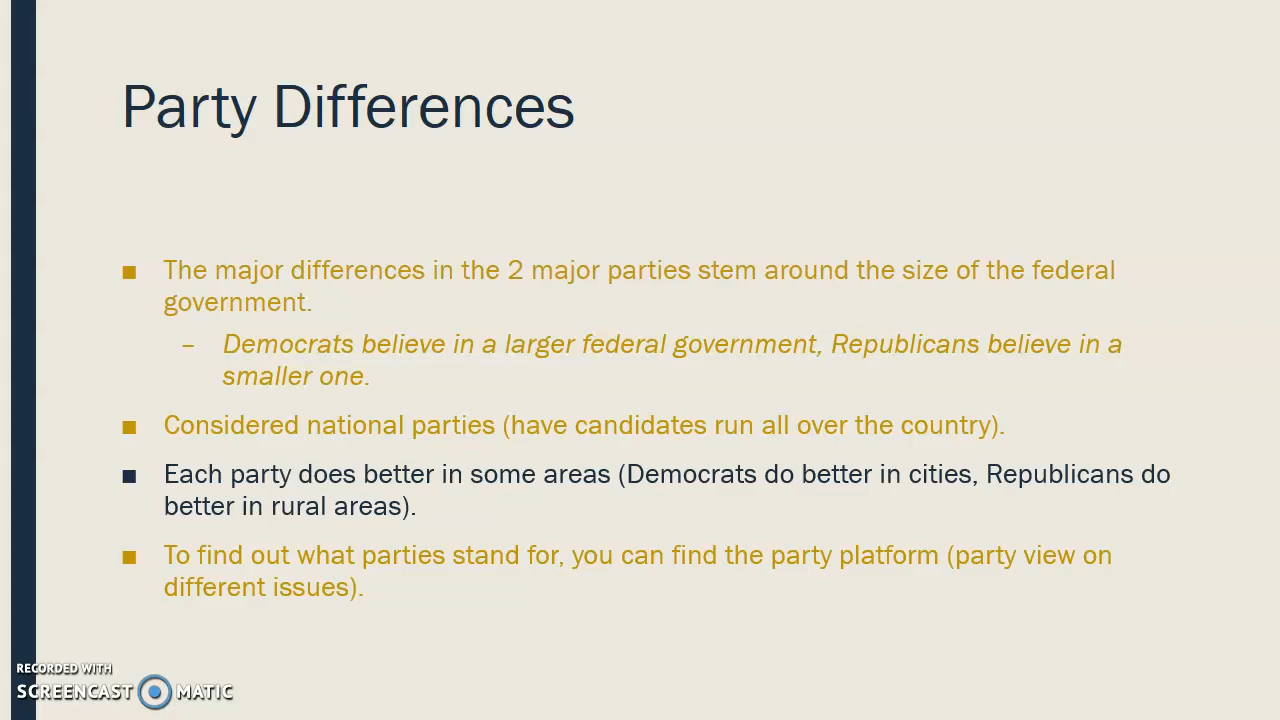 Party Differences
■ The major differences in the 2 major parties stem around the size of the federal
government.
– Democrats believe in a larger federal government, Republicans believe in a
smaller one.
■ Considered national parties (have candidates run all over the country).
■ Each party does better in some areas (Democrats do better in cities, Republicans do
better in rural areas).
■ To find out what parties stand for, you can find the party platform (party view on
different issues).
RECORDED WITH
SCREENCAST MATIC